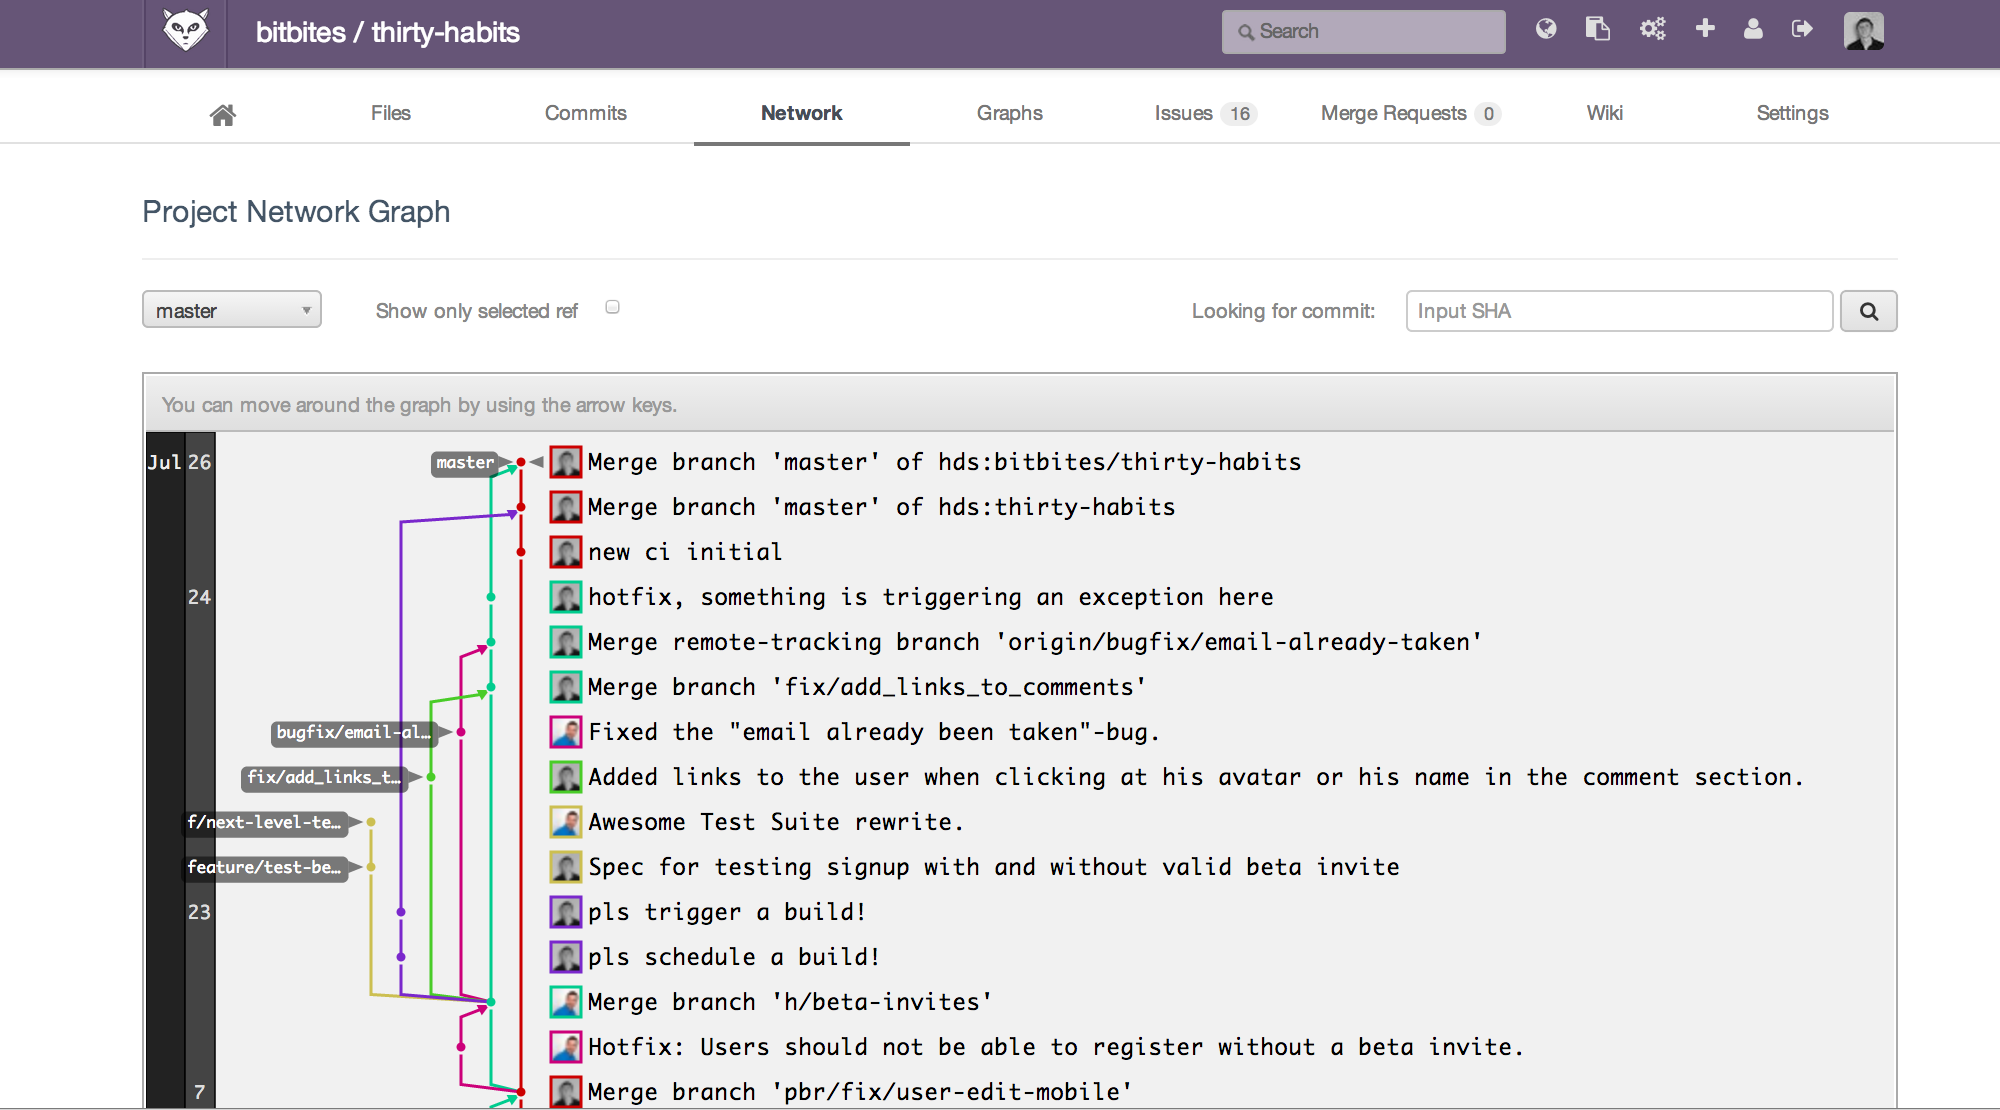 bitbites / thirty-habits
Search
Files Commits Network Graphs Issues 16 Merge Requests 0 Wiki Settings
Project Network Graph
master Show only selected ref Looking for commit: Input SHA
You can move around the graph by using the arrow keys.
Jul 26 master Merge branch 'master' of hds:bitbites/thirty-habits
Merge branch 'master' of hds:thirty-habits
new ci initial
24 hotfix, something is triggering an exception here
Merge remote-tracking branch 'origin/bugfix/email-already-taken'
Merge branch 'fix/add_links_to_comments'
bugfix/email-al… Fixed the "email already been taken"-bug.
fix/add_links_t… Added links to the user when clicking at his avatar or his name in the comment section.
f/next-level-te… Awesome Test Suite rewrite.
feature/test-be… Spec for testing signup with and without valid beta invite
23 pls trigger a build!
pls schedule a build!
Merge branch 'h/beta-invites'
Hotfix: Users should not be able to register without a beta invite.
7 Merge branch 'pbr/fix/user-edit-mobile'